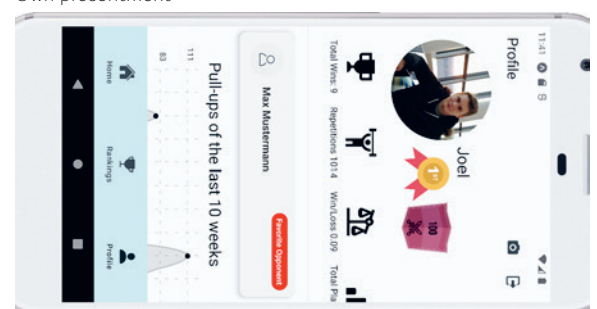 Own presentment
11:41
Profile
Joel
1ST
100
Total Wins: 9
Repetitions 1014
Win/Loss 0.09
Total Pla
Max Mustermann
Favorite Opponent
Pull-ups of the last 10 weeks
111
83
Home
Rankings
Profile